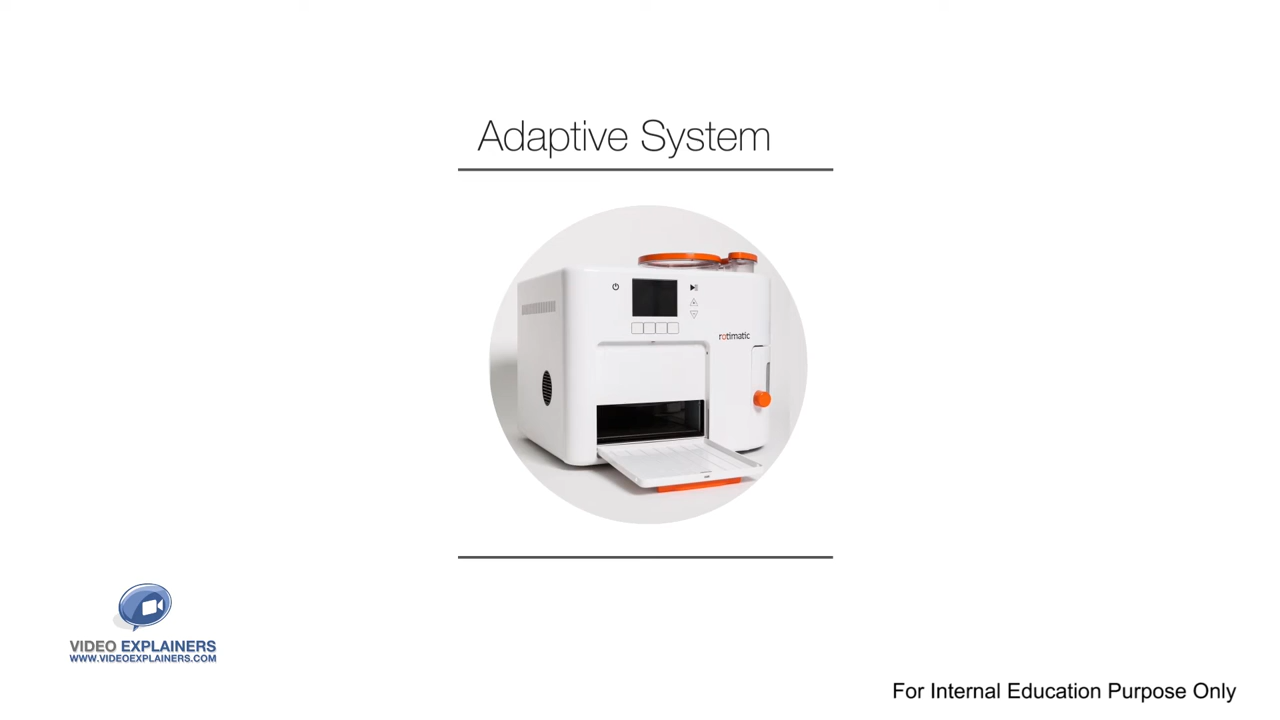 Adaptive System
rotimatic
VIDEO EXPLAINERS
WWW.VIDEOEXPLAINERS.COM
For Internal Education Purpose Only